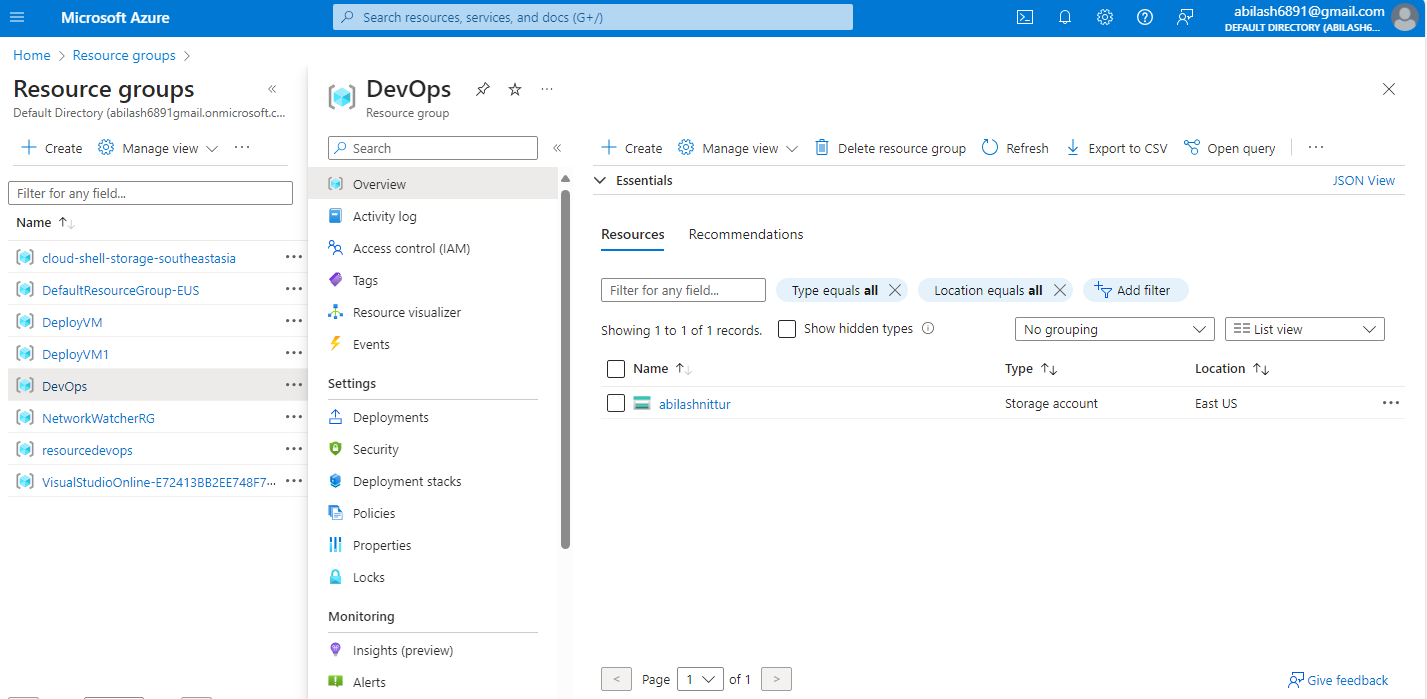 Microsoft Azure
Search resources, services, and docs (G+/)
abilash6891@gmail.com
DEFAULT DIRECTORY (ABILASH6...
Home > Resource groups >
Resource groups
Default Directory (abilash6891gmail.onmicrosoft.c...
Create Manage view ...
Filter for any field...
Name
cloud-shell-storage-southeastasia
DefaultResourceGroup-EUS
DeployVM
DeployVM1
DevOps
NetworkWatcherRG
resourcedevops
VisualStudioOnline-E72413BB2EE748F7...
DevOps
Resource group
Search
Overview
Activity log
Access control (IAM)
Tags
Resource visualizer
Events
Settings
Deployments
Security
Deployment stacks
Policies
Properties
Locks
Monitoring
Insights (preview)
Alerts
Create Manage view Delete resource group Refresh Export to CSV Open query ...
Essentials JSON View
Resources Recommendations
Filter for any field... Type equals all Location equals all Add filter
Showing 1 to 1 of 1 records. Show hidden types No grouping List view
Name Type Location
abilashnittur Storage account East US
< Page 1 of 1 >
Give feedback